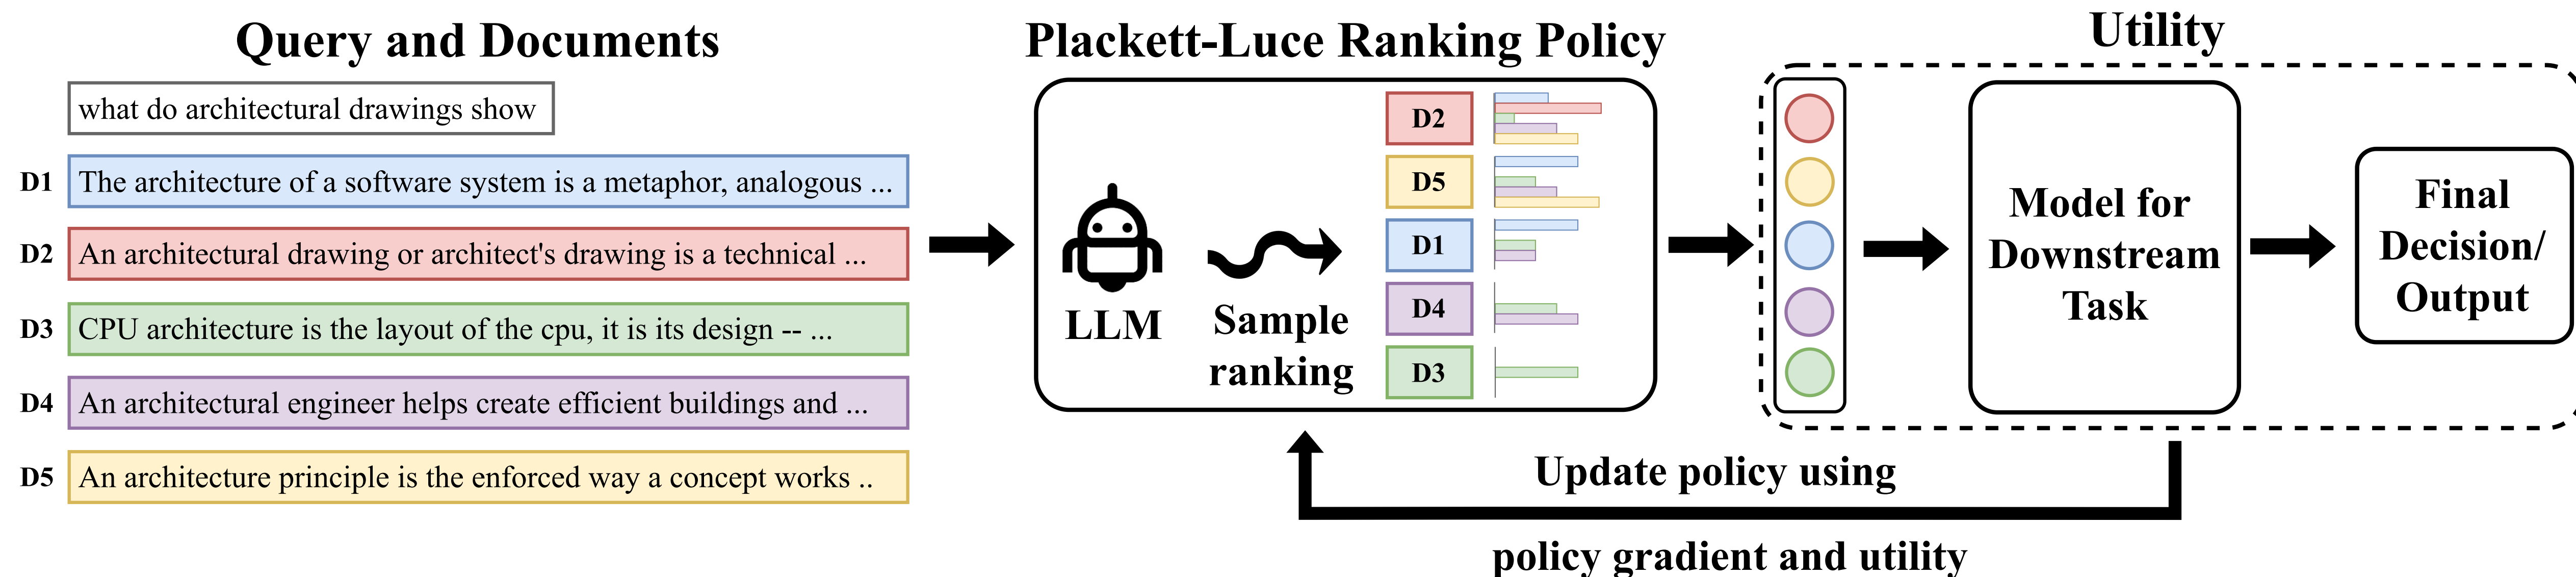 Query and Documents
what do architectural drawings show
D1
The architecture of a software system is a metaphor, analogous ...
D2
An architectural drawing or architect's drawing is a technical ...
D3
CPU architecture is the layout of the cpu, it is its design -- ...
D4
An architectural engineer helps create efficient buildings and ...
D5
An architecture principle is the enforced way a concept works ..
Plackett-Luce Ranking Policy
LLM
Sample
ranking
D2
D5
D1
D4
D3
Utility
Model for
Downstream
Task
Final
Decision/
Output
Update policy using
policy gradient and utility